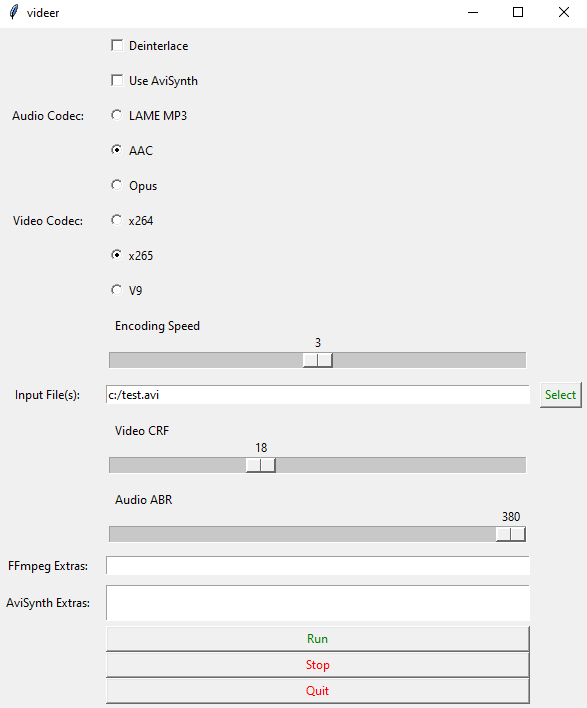 videer
Deinterlace
Use AviSynth
Audio Codec:
LAME MP3
AAC
Opus
Video Codec:
x264
x265
V9
Encoding Speed
3
Input File(s):
c:/test.avi
Select
Video CRF
18
Audio ABR
380
FFmpeg Extras:
AviSynth Extras:
Run
Stop
Quit